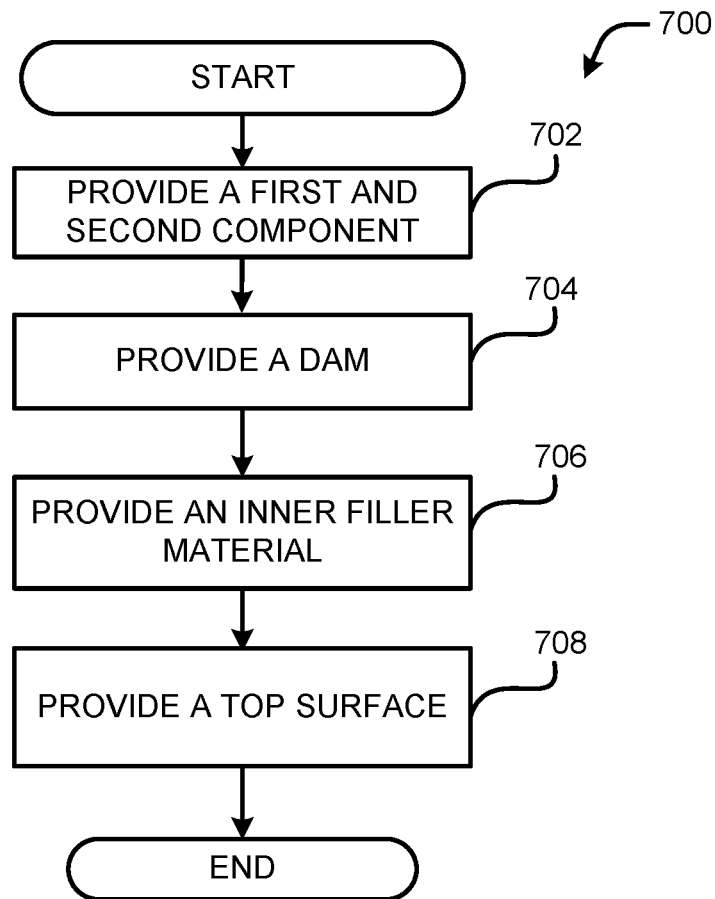 700
START
702
PROVIDE A FIRST AND
SECOND COMPONENT
704
PROVIDE A DAM
706
PROVIDE AN INNER FILLER
MATERIAL
708
PROVIDE A TOP SURFACE
END